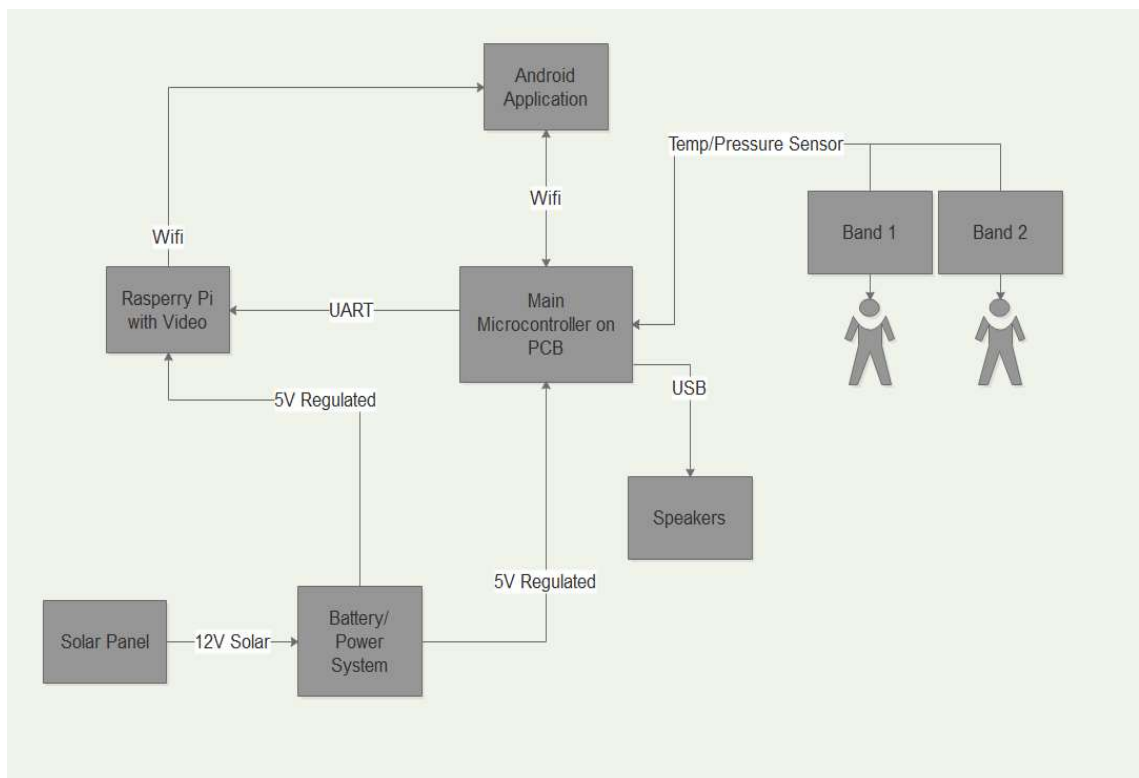 Android
Application
Temp/Pressure Sensor
Wifi
Band 1
Band 2
Wifi
Rasperry Pi
with Video
UART
Main
Microcontroller on
PCB
USB
5V Regulated
Speakers
5V Regulated
Solar Panel
12V Solar
Battery/
Power
System